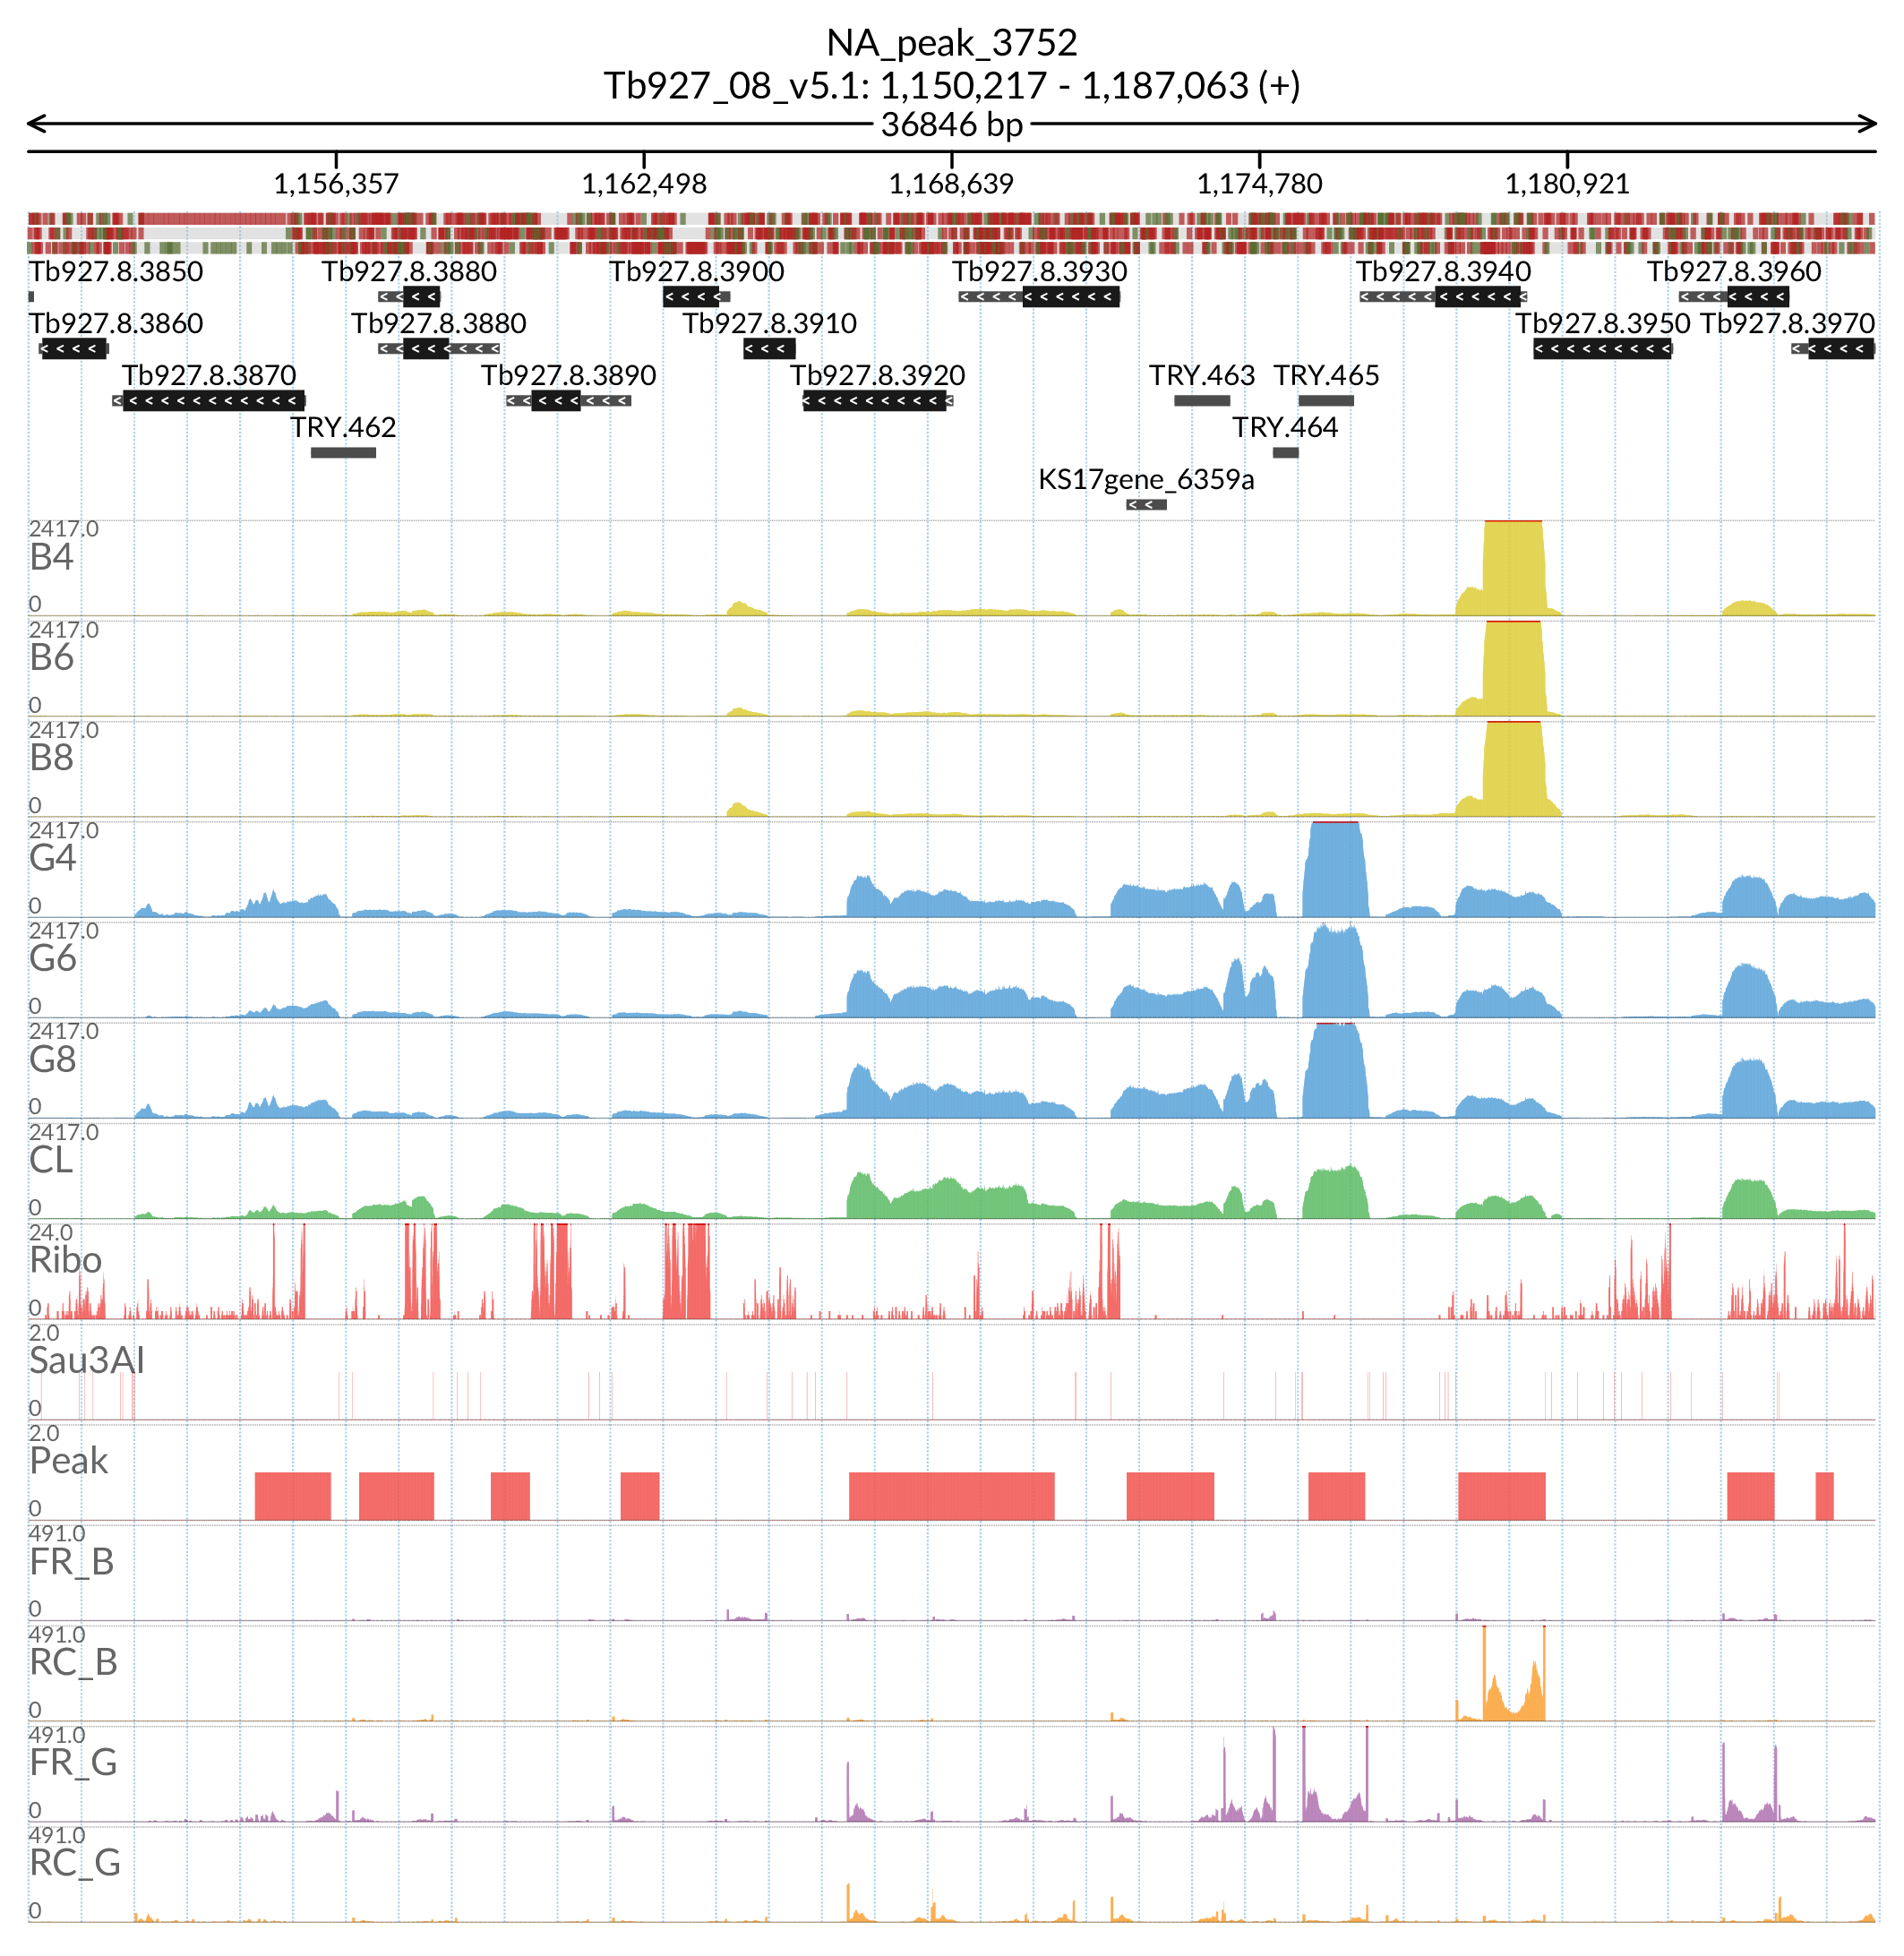 NA_peak_3752
Tb927_08_v5.1: 1,150,217 - 1,187,063 (+)
36846 bp
1,156,357 1,162,498 1,168,639 1,174,780 1,180,921
Tb927.8.3850 Tb927.8.3880 Tb927.8.3900 Tb927.8.3930 Tb927.8.3940 Tb927.8.3960
Tb927.8.3860 Tb927.8.3880 Tb927.8.3910 Tb927.8.3950 Tb927.8.3970
Tb927.8.3870 Tb927.8.3890 Tb927.8.3920 TRY.463 TRY.465
TRY.462 TRY.464
KS17gene_6359a
2417.0
B4
0
2417.0
B6
0
2417.0
B8
0
2417.0
G4
0
2417.0
G6
0
2417.0
G8
0
2417.0
CL
0
24.0
Ribo
0
2.0
Sau3AI
0
2.0
Peak
0
491.0
FR_B
0
491.0
RC_B
0
491.0
FR_G
0
491.0
RC_G
0